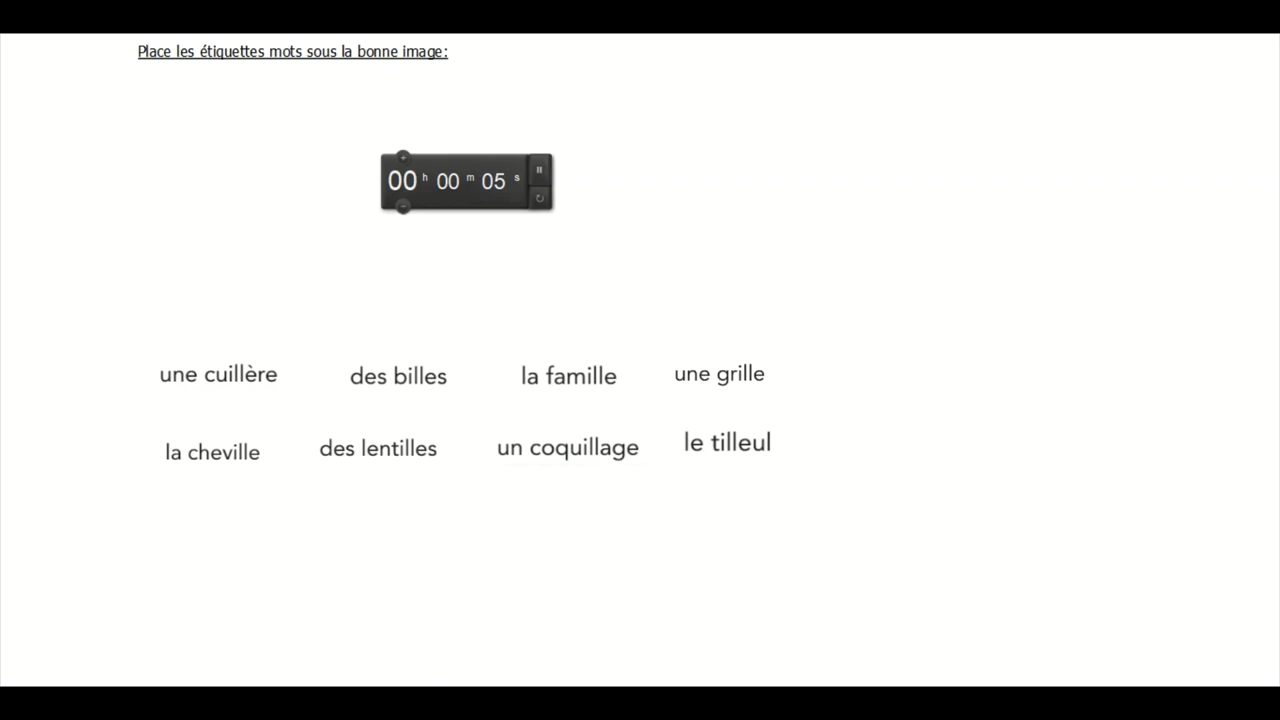 Place les étiquettes mots sous la bonne image:
00 h 00 m 05 s
une cuillère des billes la famille une grille
la cheville des lentilles un coquillage le tilleul